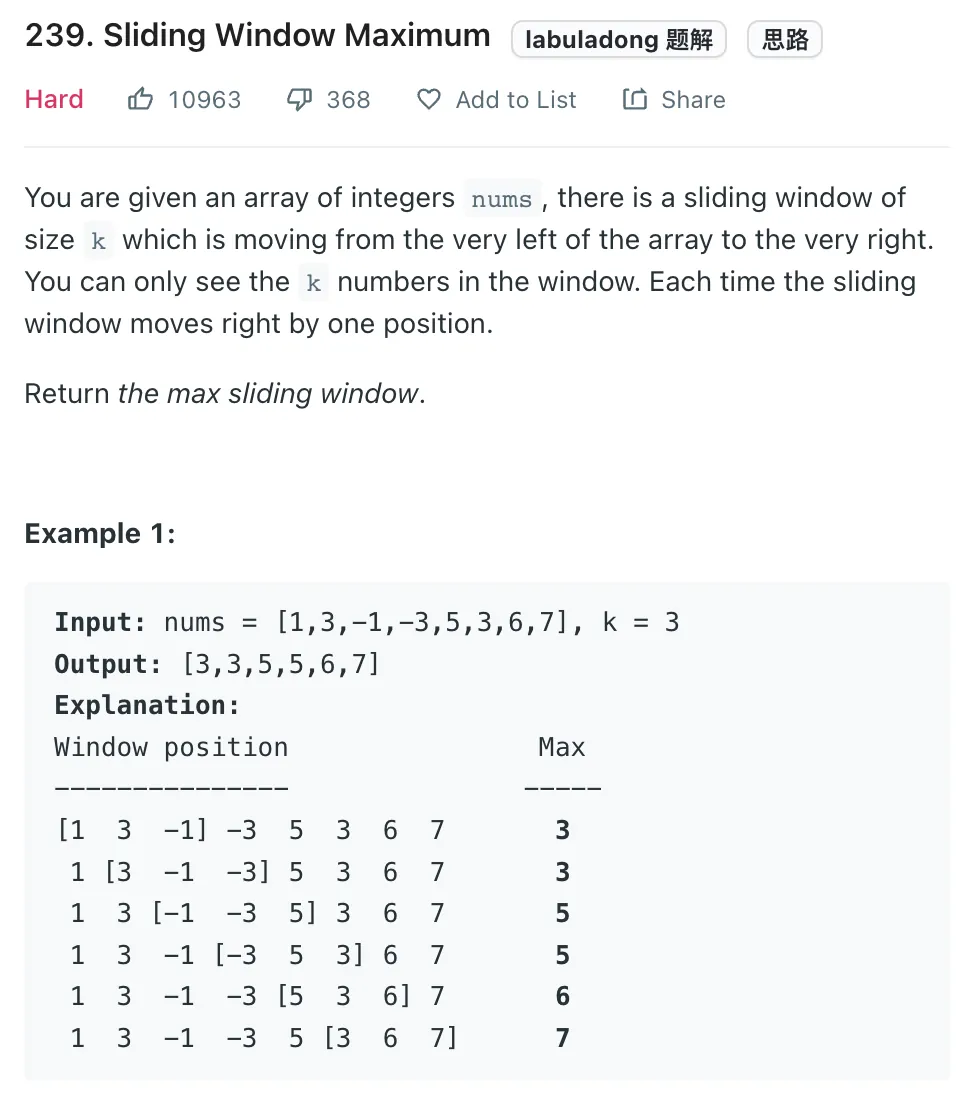 239. Sliding Window Maximum labuladong 题解 思路
Hard 10963 368 Add to List Share
You are given an array of integers nums , there is a sliding window of
size k which is moving from the very left of the array to the very right.
You can only see the k numbers in the window. Each time the sliding
window moves right by one position.
Return the max sliding window.
Example 1:
Input: nums = [1,3,-1,-3,5,3,6,7], k = 3
Output: [3,3,5,5,6,7]
Explanation:
Window position Max
--------------- -----
[1 3 -1] -3 5 3 6 7 3
1 [3 -1 -3] 5 3 6 7 3
1 3 [-1 -3 5] 3 6 7 5
1 3 -1 [-3 5 3] 6 7 5
1 3 -1 -3 [5 3 6] 7 6
1 3 -1 -3 5 [3 6 7] 7